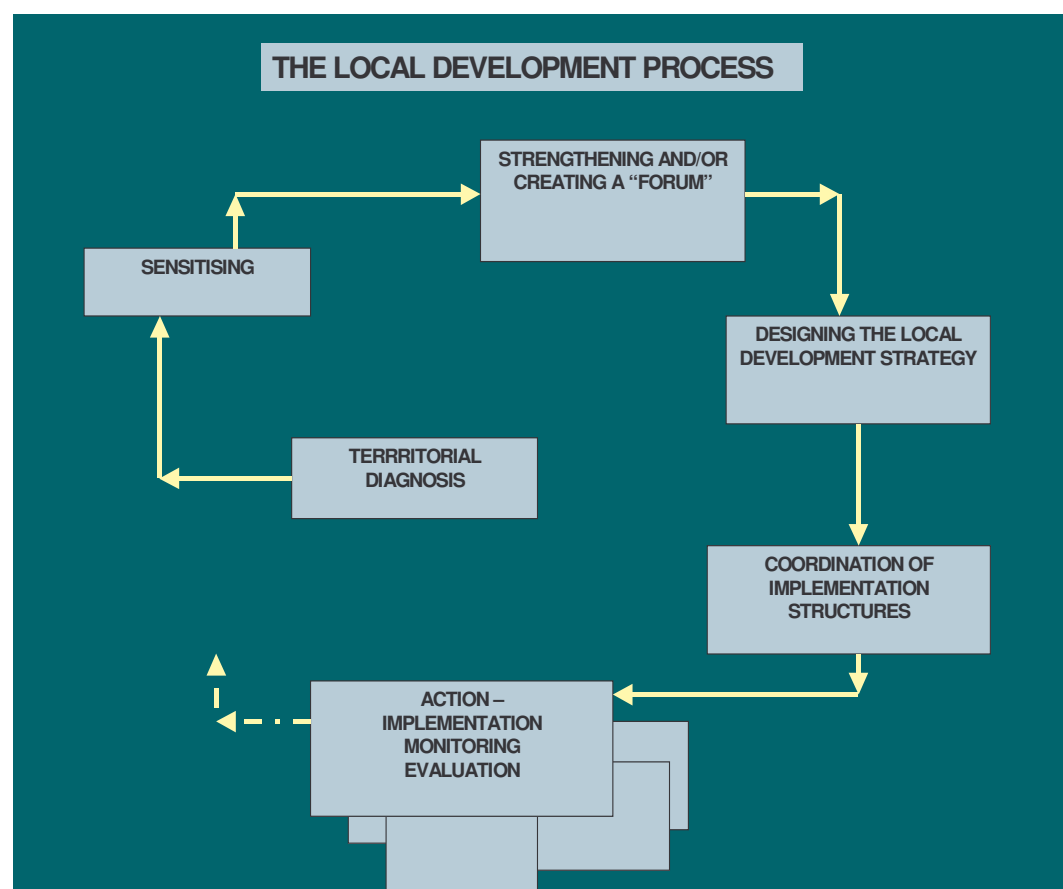 THE LOCAL DEVELOPMENT PROCESS
STRENGTHENING AND/OR
CREATING A “FORUM”
SENSITISING
DESIGNING THE LOCAL
DEVELOPMENT STRATEGY
TERRRITORIAL
DIAGNOSIS
COORDINATION OF
IMPLEMENTATION
STRUCTURES
ACTION –
IMPLEMENTATION
MONITORING
EVALUATION